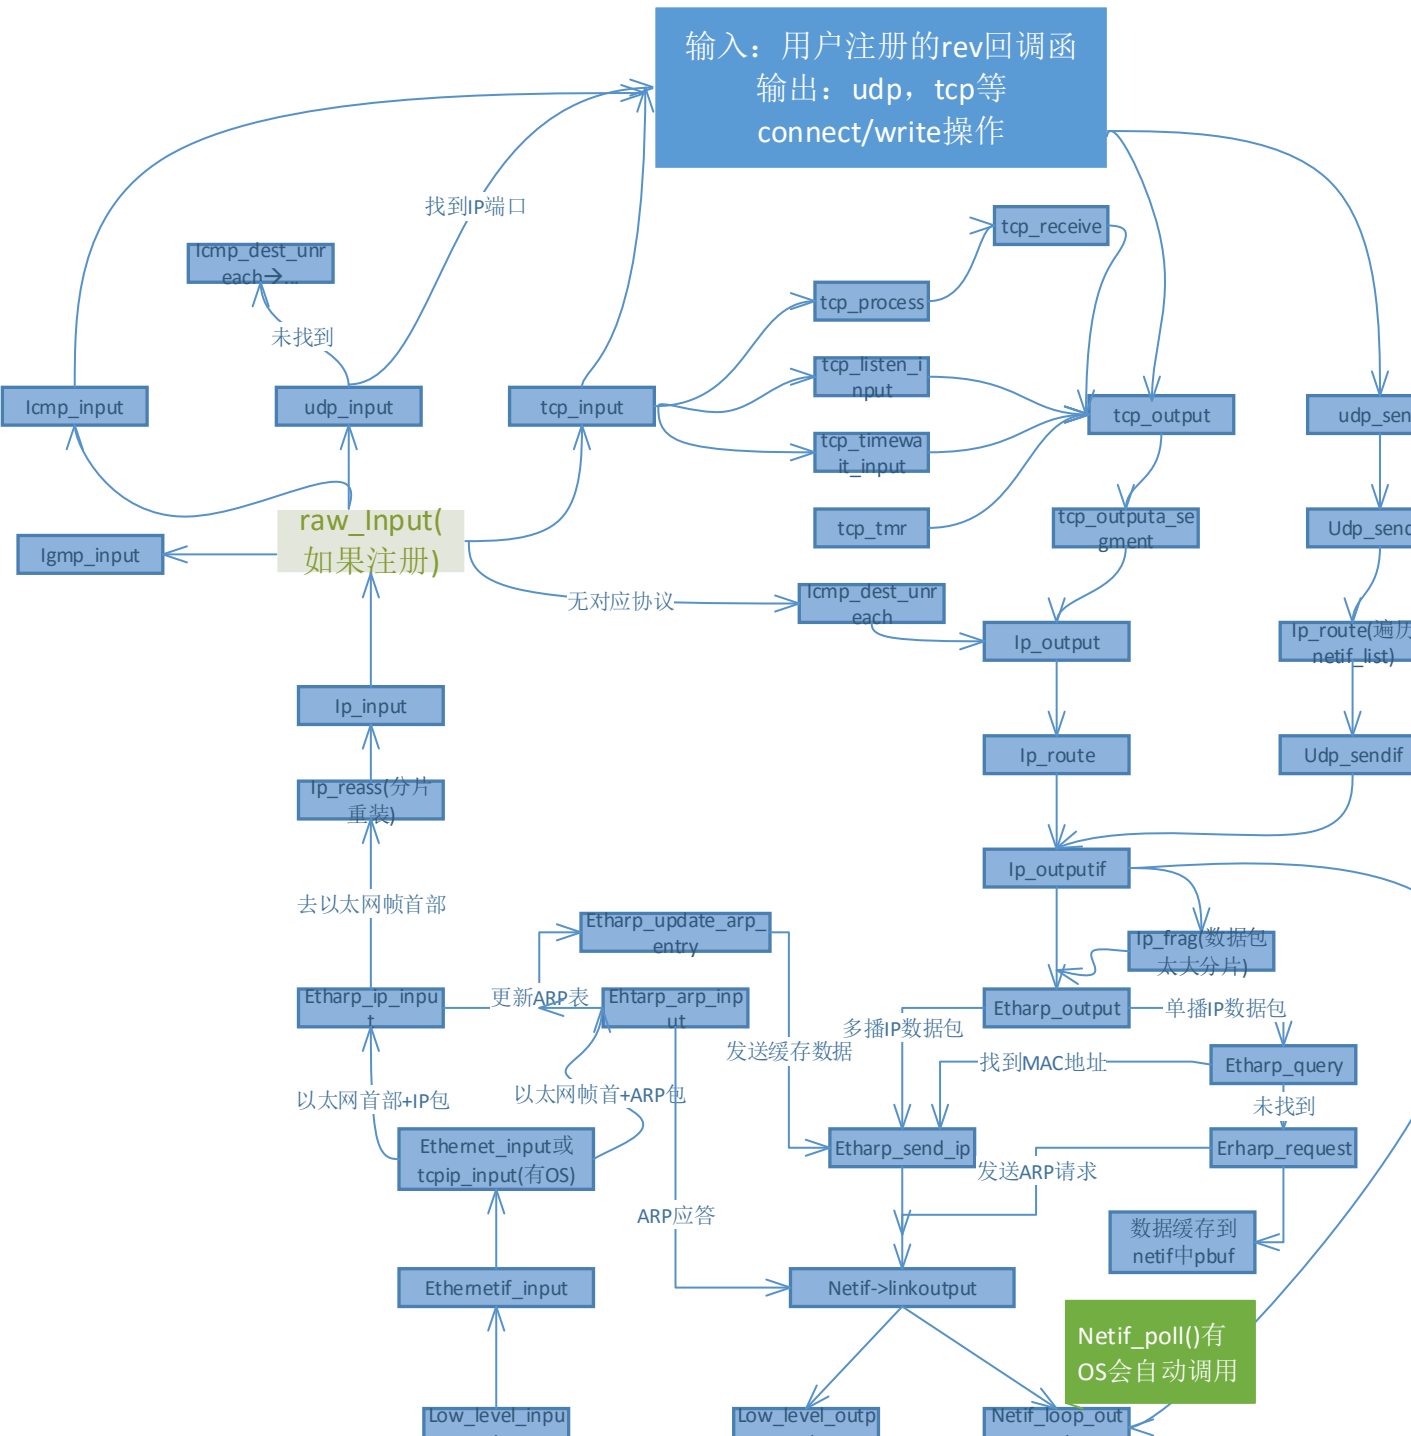 输入：用户注册的rev回调函
输出：udp，tcp等
connect/write操作
找到IP端口
tcp_receive
Icmp_dest_unr
each→...
tcp_process
未找到
tcp_listen_i
nput
Icmp_input
udp_input
tcp_input
tcp_output
udp_sen
tcp_timewa
it_input
raw_Input(
如果注册)
tcp_tmr
tcp_outputa_se
gment
Udp_send
Igmp_input
无对应协议
Icmp_dest_unr
each
Ip_output
Ip_route(遍历
netif_list)
Ip_input
Ip_route
Udp_sendif
Ip_reass(分片
重装)
Ip_outputif
去以太网帧首部
Etharp_update_arp_
entry
Ip_frag(数据包
太大分片)
Etharp_ip_inpu
t
更新ARP表
Ehtarp_arp_inp
ut
Etharp_output
单播IP数据包
多播IP数据包
发送缓存数据
找到MAC地址
Etharp_query
以太网首部+IP包
以太网帧首+ARP包
未找到
Ethernet_input或
tcpip_input(有OS)
Etharp_send_ip
Erharp_request
发送ARP请求
ARP应答
数据缓存到
netif中pbuf
Ethernetif_input
Netif->linkoutput
Netif_poll()有
OS会自动调用
Low_level_inpu
Low_level_outp
Netif_loop_out